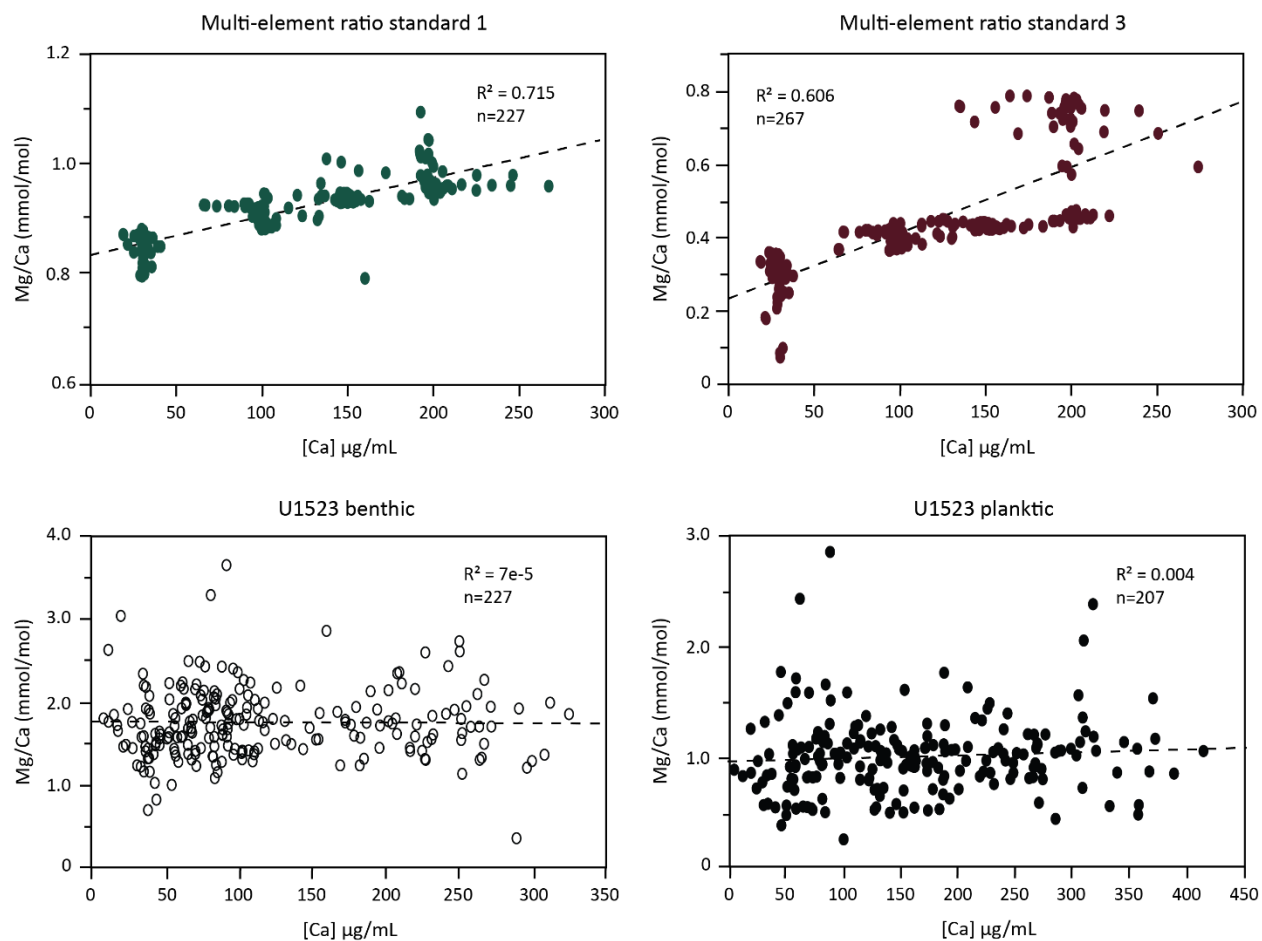 Multi-element ratio standard 1
1.2
1.0
0.8
0.6
Mg/Ca (mmol/mol)
R² = 0.715
n=227
0 50 100 150 200 250 300
[Ca] µg/mL
Multi-element ratio standard 3
0.8
0.6
0.4
0.2
0
Mg/Ca (mmol/mol)
R² = 0.606
n=267
0 50 100 150 200 250 300
[Ca] µg/mL
U1523 benthic
4.0
3.0
2.0
1.0
0
Mg/Ca (mmol/mol)
R² = 7e-5
n=227
0 50 100 150 200 250 300 350
[Ca] µg/mL
U1523 planktic
3.0
2.0
1.0
0
Mg/Ca (mmol/mol)
R² = 0.004
n=207
0 50 100 150 200 250 300 350 400 450
[Ca] µg/mL